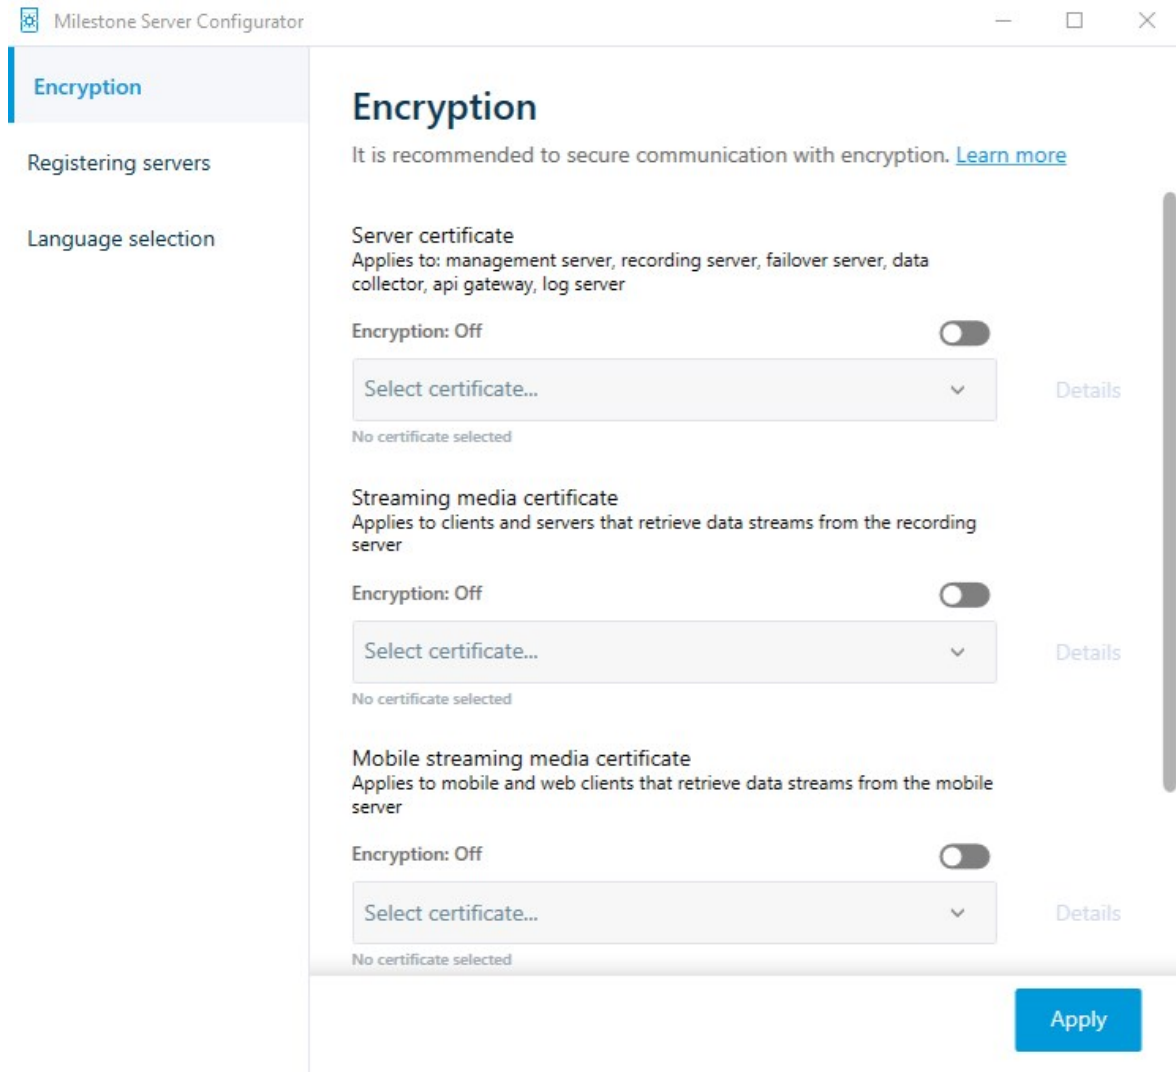 Milestone Server Configurator
Encryption
Registering servers
Language selection
Encryption
It is recommended to secure communication with encryption. Learn more
Server certificate
Applies to: management server, recording server, failover server, data
collector, api gateway, log server
Encryption: Off
Select certificate...
Details
No certificate selected
Streaming media certificate
Applies to clients and servers that retrieve data streams from the recording
server
Encryption: Off
Select certificate...
Details
No certificate selected
Mobile streaming media certificate
Applies to mobile and web clients that retrieve data streams from the mobile
server
Encryption: Off
Select certificate...
Details
No certificate selected
Apply